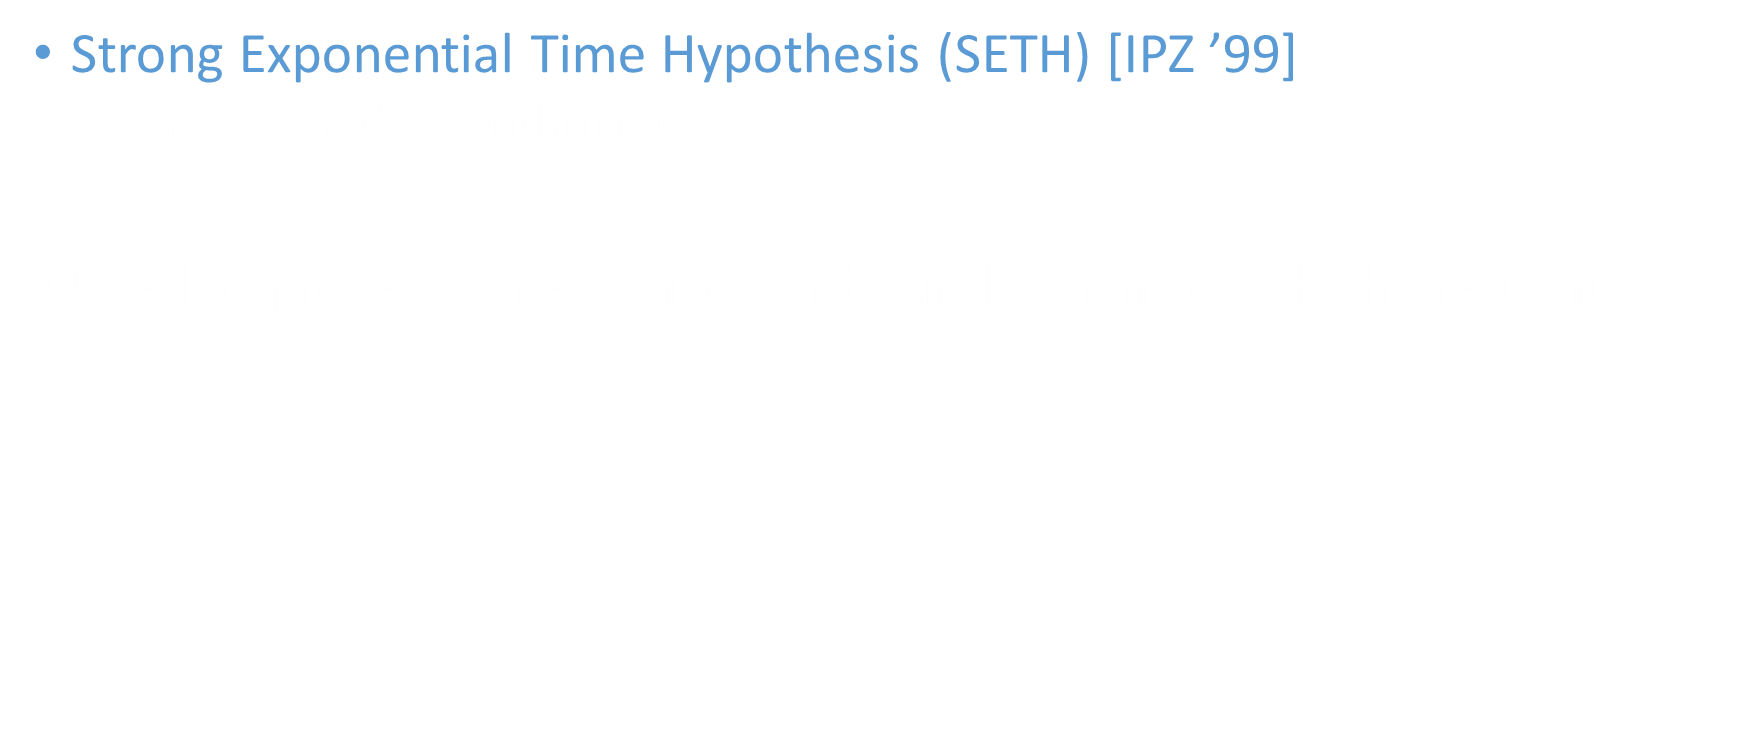 • Strong Exponential Time Hypothesis (SETH) [IPZ ’99]